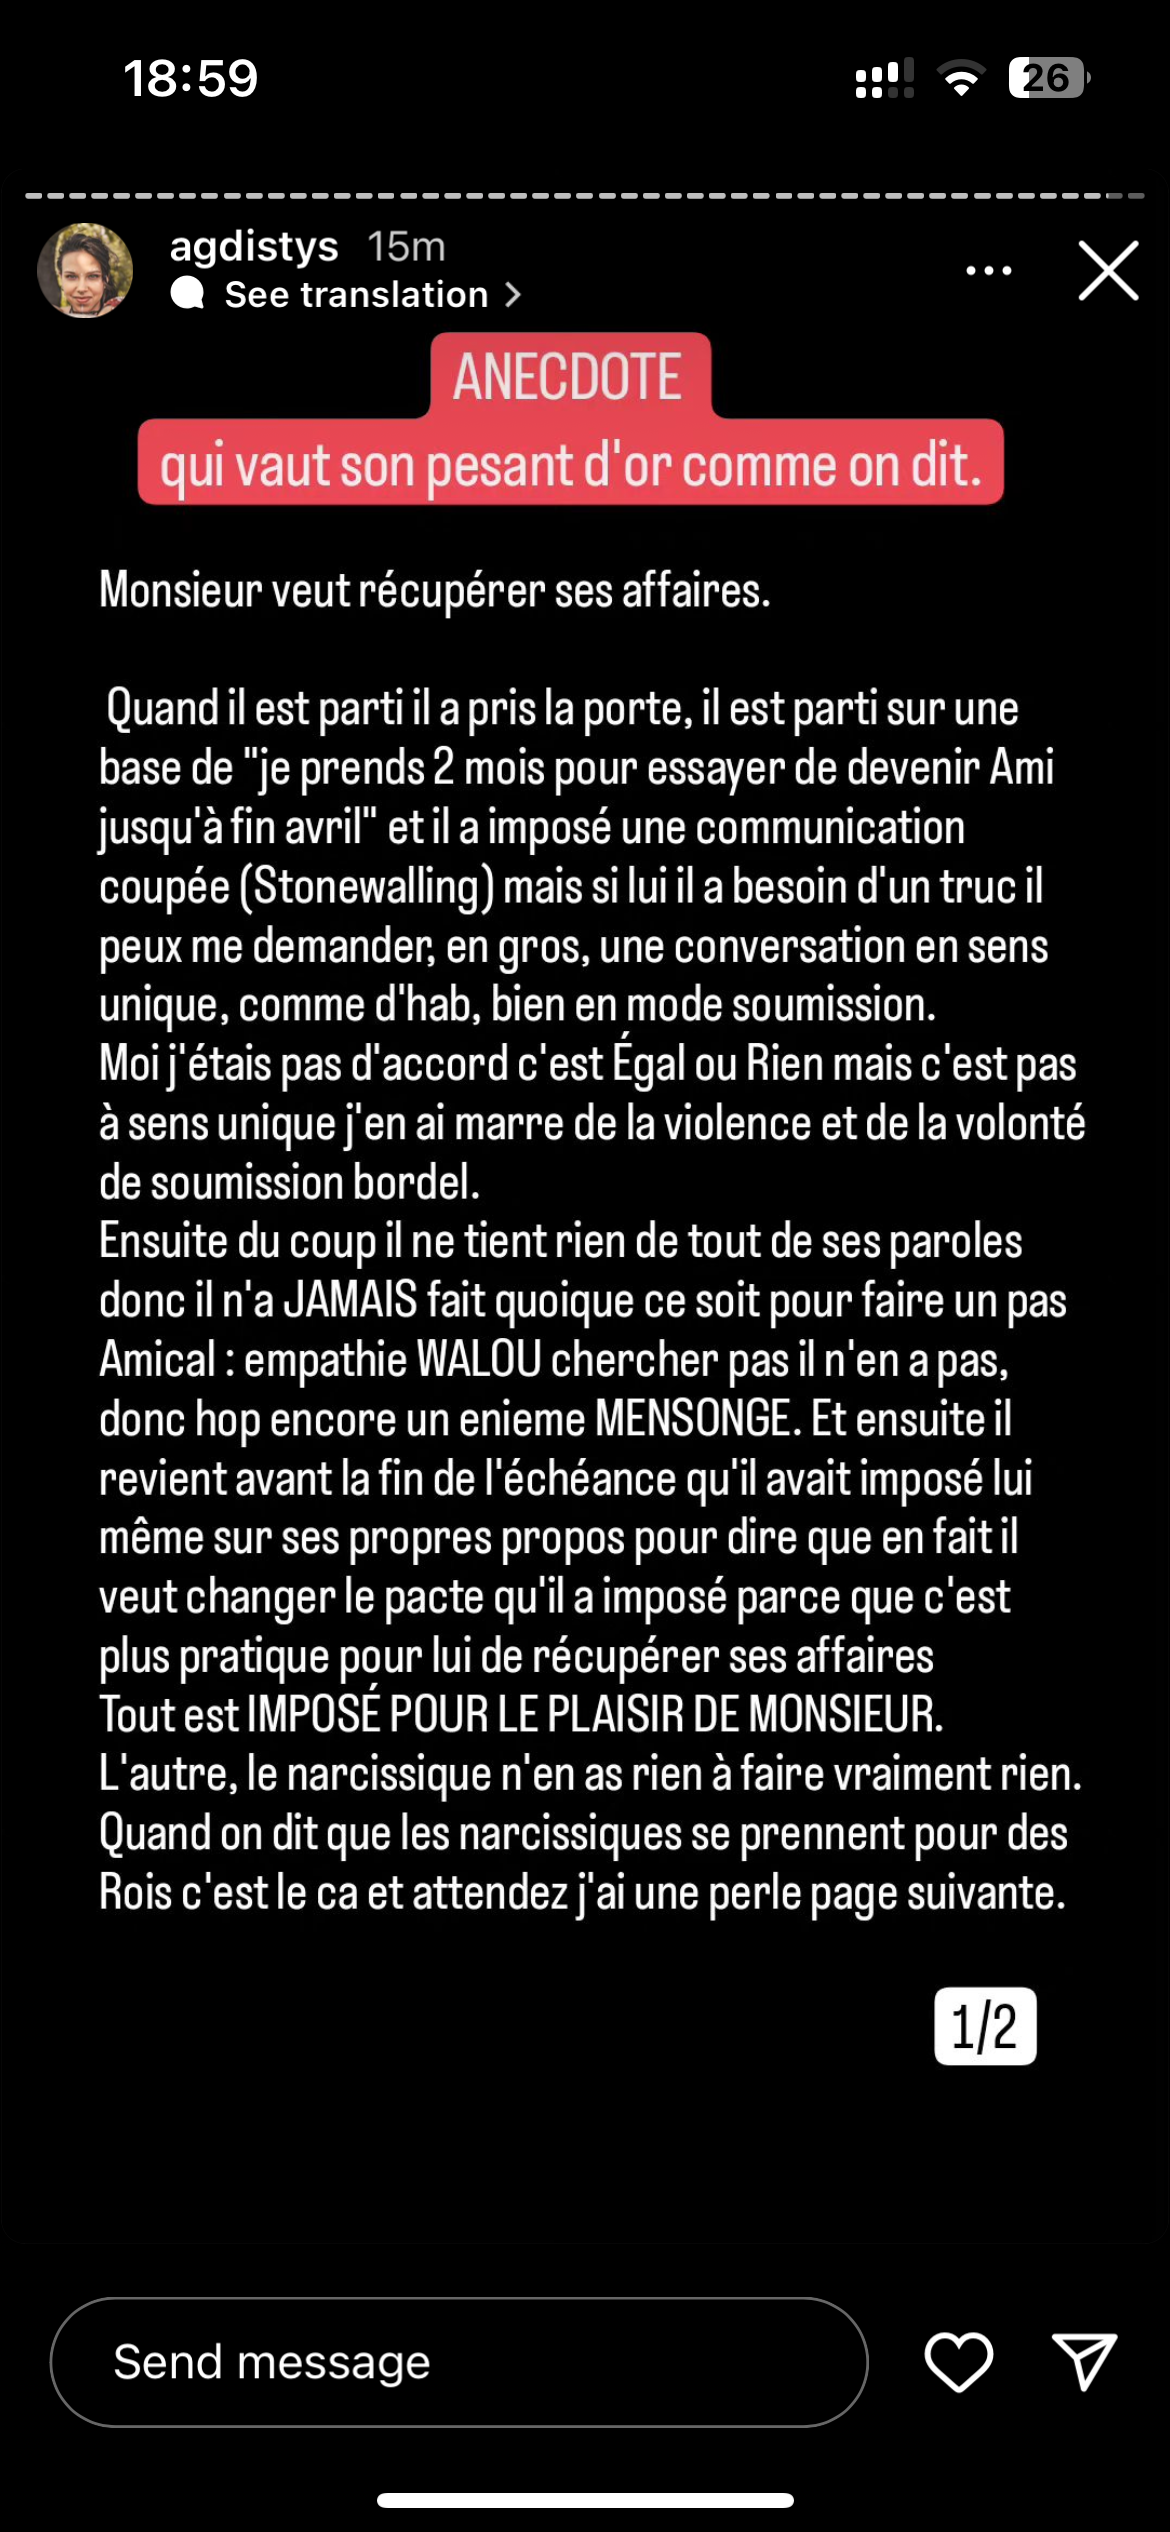 18:59
26
agdistys 15m
See translation >
ANECDOTE
qui vaut son pesant d'or comme on dit.
Monsieur veut récupérer ses affaires.
Quand il est parti il a pris la porte, il est parti sur une
base de "je prends 2 mois pour essayer de devenir Ami
jusqu'à fin avril" et il a imposé une communication
coupée (Stonewalling) mais si lui il a besoin d'un truc il
peux me demander, en gros, une conversation en sens
unique, comme d'hab, bien en mode soumission.
Moi j'étais pas d'accord c'est Égal ou Rien mais c'est pas
à sens unique j'en ai marre de la violence et de la volonté
de soumission bordel.
Ensuite du coup il ne tient rien de tout de ses paroles
donc il n'a JAMAIS fait quoique ce soit pour faire un pas
Amical : empathie WALOU chercher pas il n'en a pas,
donc hop encore un enieme MENSONGE. Et ensuite il
revient avant la fin de l'échéance qu'il avait imposé lui
même sur ses propres propos pour dire que en fait il
veut changer le pacte qu'il a imposé parce que c'est
plus pratique pour lui de récupérer ses affaires
Tout est IMPOSÉ POUR LE PLAISIR DE MONSIEUR.
L'autre, le narcissique n'en as rien à faire vraiment rien.
Quand on dit que les narcissiques se prennent pour des
Rois c'est le ca et attendez j'ai une perle page suivante.
1/2
Send message